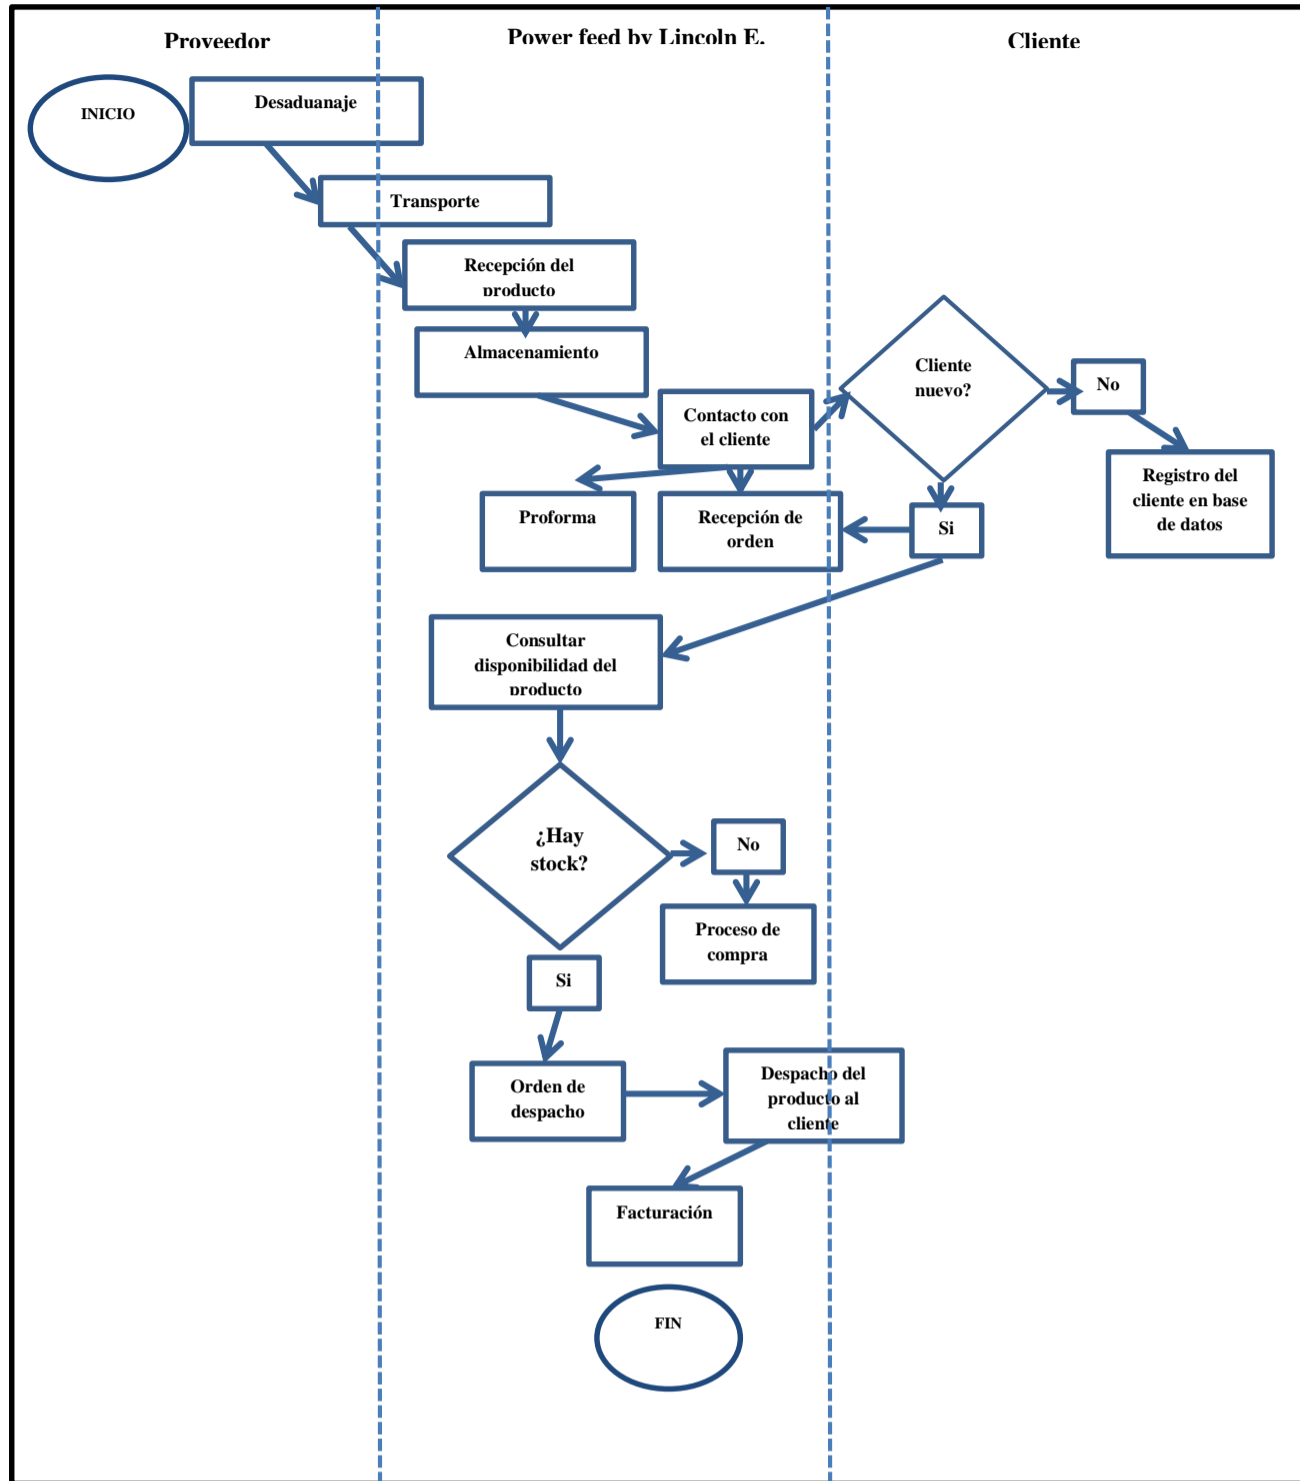 Proveedor
Power feed by Lincoln E.
Cliente
INICIO
Desaduanaje
Transporte
Recepción del
producto
Almacenamiento
Cliente
nuevo?
No
Contacto con
el cliente
Registro del
cliente en base
de datos
Proforma
Recepción de
orden
Si
Consultar
disponibilidad del
producto
¿Hay
stock?
No
Proceso de
compra
Si
Orden de
despacho
Despacho del
producto al
cliente
Facturación
FIN